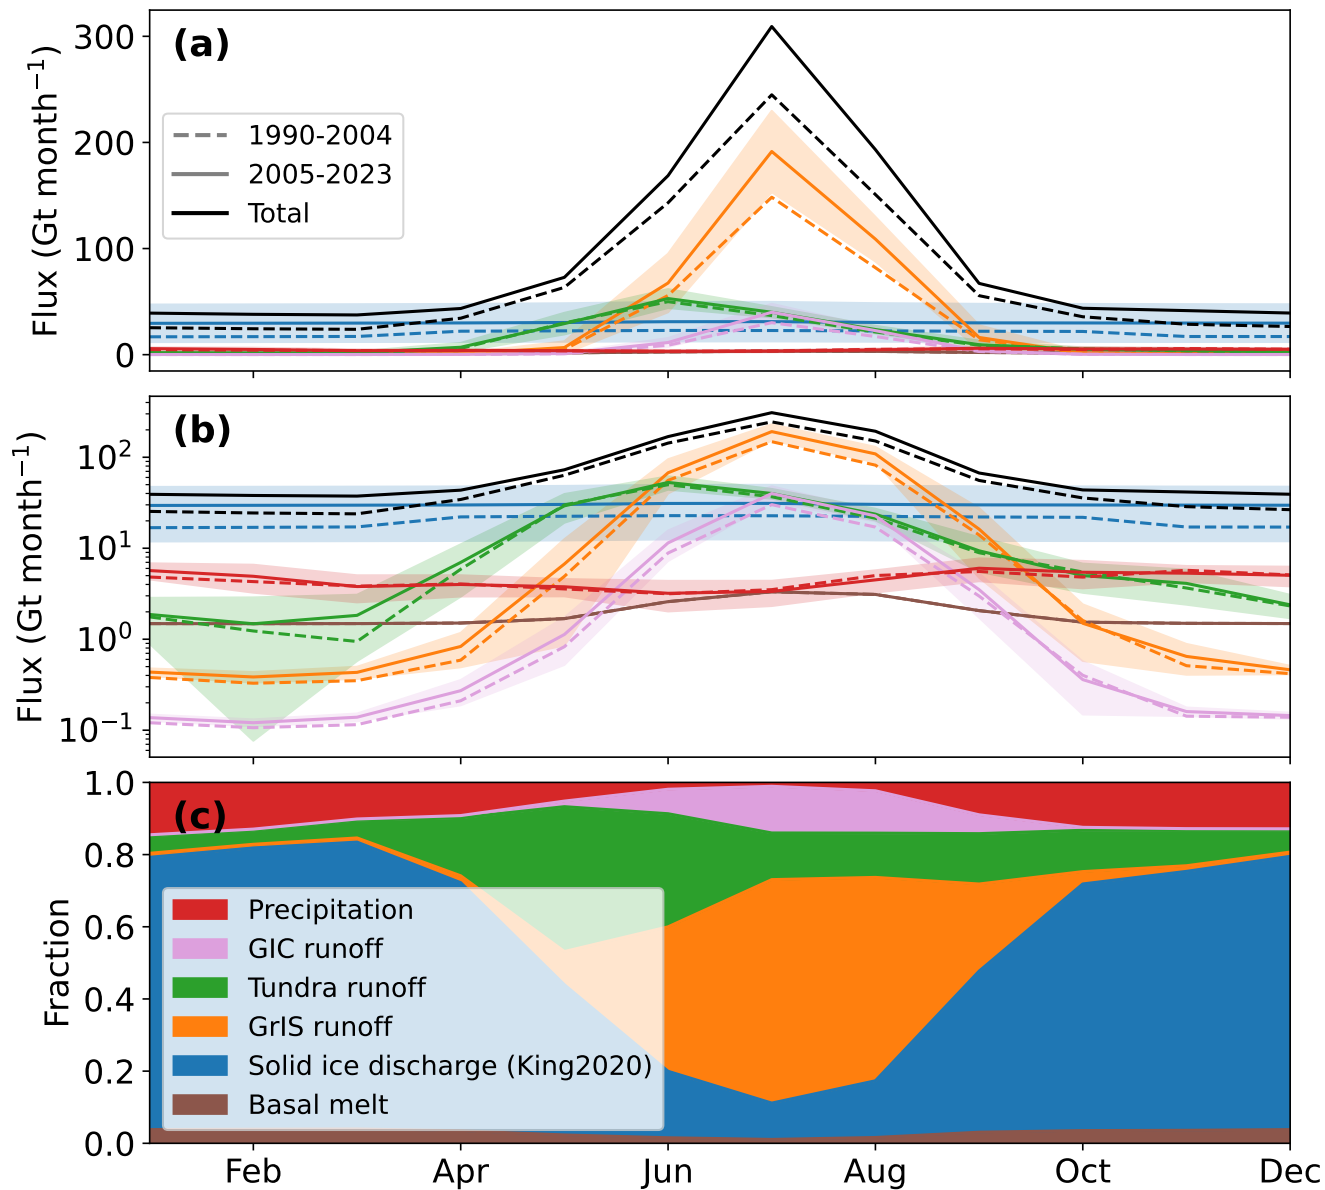 (a)
Flux (Gt month⁻¹)
300
200
100
0
1990-2004
2005-2023
Total
(b)
Flux (Gt month⁻¹)
10²
10¹
10⁰
10⁻¹
(c)
Fraction
1.0
0.8
0.6
0.4
0.2
0.0
Precipitation
GIC runoff
Tundra runoff
GrIS runoff
Solid ice discharge (King2020)
Basal melt
Feb Apr Jun Aug Oct Dec